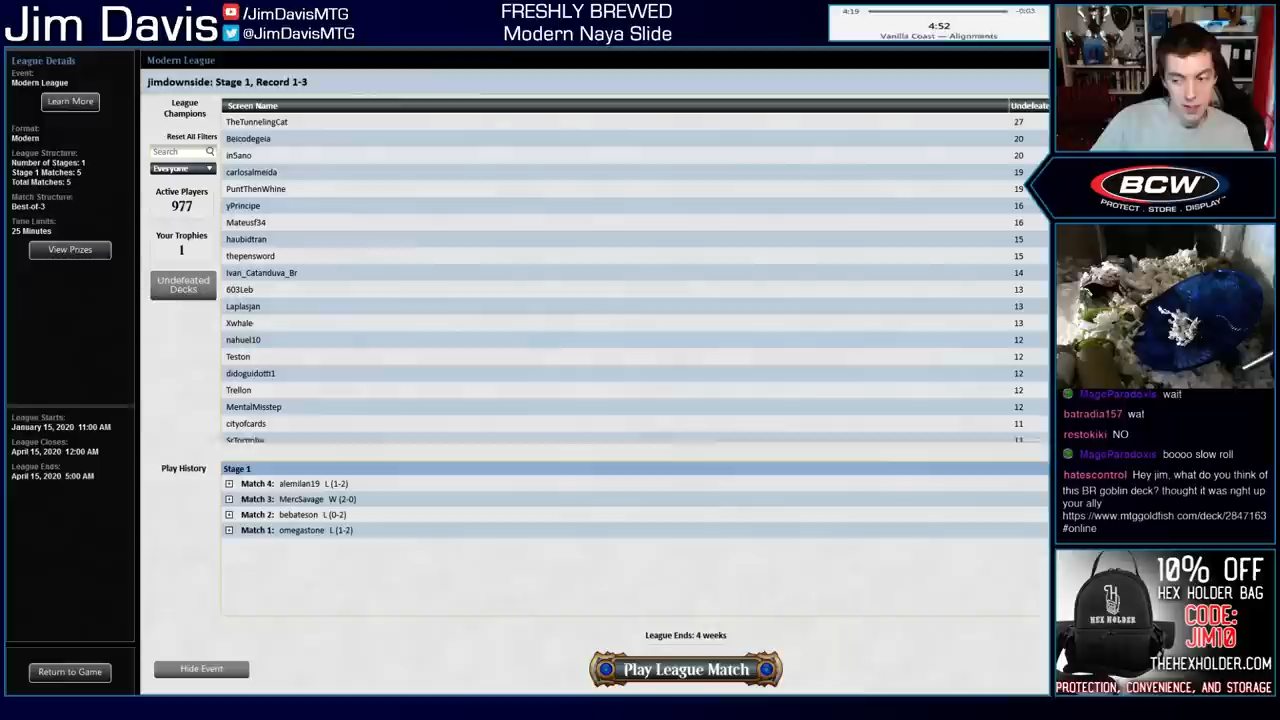 Jim Davis
/JimDavisMTG
@JimDavisMTG
FRESHLY BREWED
Modern Naya Slide
4:19
-0:03
4:52
Vanilla Coast — Alignments
League Details
Event:
Modern League
Learn More
Format:
Modern
League Structure:
Number of Stages: 1
Stage 1 Matches: 5
Total Matches: 5
Match Structure:
Best-of-3
Time Limits:
25 Minutes
View Prizes
League Starts:
January 15, 2020 11:00 AM
League Closes:
April 15, 2020 12:00 AM
League Ends:
April 15, 2020 5:00 AM
Return to Game
Modern League
jimdownside: Stage 1, Record 1-3
League
Champions
Reset All Filters
Search
Everyone
Active Players
977
Your Trophies
1
Undefeated
Decks
Screen Name Undefeate
TheTunnelingCat 27
Beicodegeia 20
in5ano 20
carlosalmeida 19
PuntThenWhine 19
yPrincipe 16
Mateusf34 16
haubidtran 15
thepensword 15
Ivan_Catanduva_Br 14
603Leb 13
Laplasjan 13
Xwhale 13
nahuel10 12
Teston 12
didoguidotti1 12
Trellon 12
MentalMisstep 12
cityofcards 11
11
Play History
Stage 1
Match 4: alemilan19 L (1-2)
Match 3: MercSavage W (2-0)
Match 2: bebateson L (0-2)
Match 1: omegastone L (1-2)
League Ends: 4 weeks
Hide Event
Play League Match
BCW
PROTECT . STORE . DISPLAY
MageParadoxis wait
batradia157 wat
restokiki NO
MageParadoxis boooo slow roll
hatescontrol Hey jim, what do you think of
this BR goblin deck? thought it was right up
your ally
https://www.mtggoldfish.com/deck/2847163
#online
HEX HOLDER
10% OFF
HEX HOLDER BAG
CODE:
JIM10
THEHEXHOLDER.COM
PROTECTION, CONVENIENCE, AND STORAGE